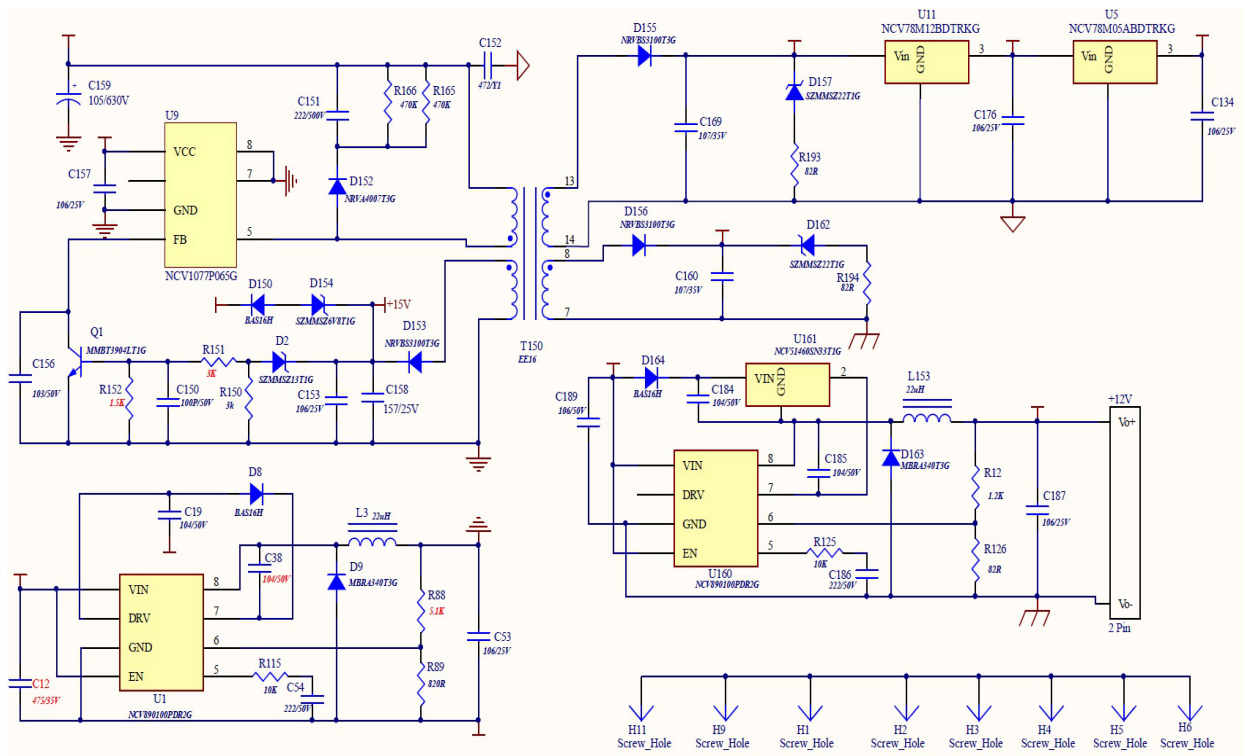 C159
105/630V
C151
222/500V
R166
470K
R165
470K
C152
472/Y1
D155
NRVBS3100T3G
U11
NCV78M12BDTRKG
Vin
GND
3
U5
NCV78M05ABDTRKG
Vin
GND
3
C169
107/35V
D157
SZMMSZ22T1G
R193
82R
C176
106/25V
C134
106/25V
U9
VCC
GND
FB
8
7
5
NCV1077P065G
C157
106/25V
D152
NRVA4007T3G
13
14
8
7
T150
EE16
D156
NRVBS3100T3G
C160
107/35V
D162
SZMMSZ22T1G
R194
82R
D150
BAS16H
D154
SZMMSZ6V8T1G
+15V
D153
NRVBS3100T3G
C156
103/50V
Q1
MMBT3904LT1G
R152
1.5K
C150
100P/50V
R151
3K
R150
3k
D2
SZMMSZ13T1G
C153
106/25V
C158
157/25V
U161
NCV51460SN33T1G
VIN
GND
2
D164
BAS16H
C184
104/50V
C189
106/50V
L153
22uH
VIN
DRV
GND
EN
8
7
6
5
U160
NCV890100PDR2G
C185
104/50V
D163
MBRA340T3G
R12
1.2K
R126
82R
R125
10K
C186
222/50V
C187
106/25V
+12V
Vo+
Vo-
2 Pin
D8
BAS16H
C19
104/50V
L3
22uH
C38
104/50V
D9
MBRA340T3G
VIN
DRV
GND
EN
8
7
6
5
U1
NCV890100PDR2G
C12
475/35V
R115
10K
C54
222/50V
R88
5.1K
R89
820R
C53
106/25V
H11
Screw_Hole
H9
Screw_Hole
H1
Screw_Hole
H2
Screw_Hole
H3
Screw_Hole
H4
Screw_Hole
H5
Screw_Hole
H6
Screw_Hole